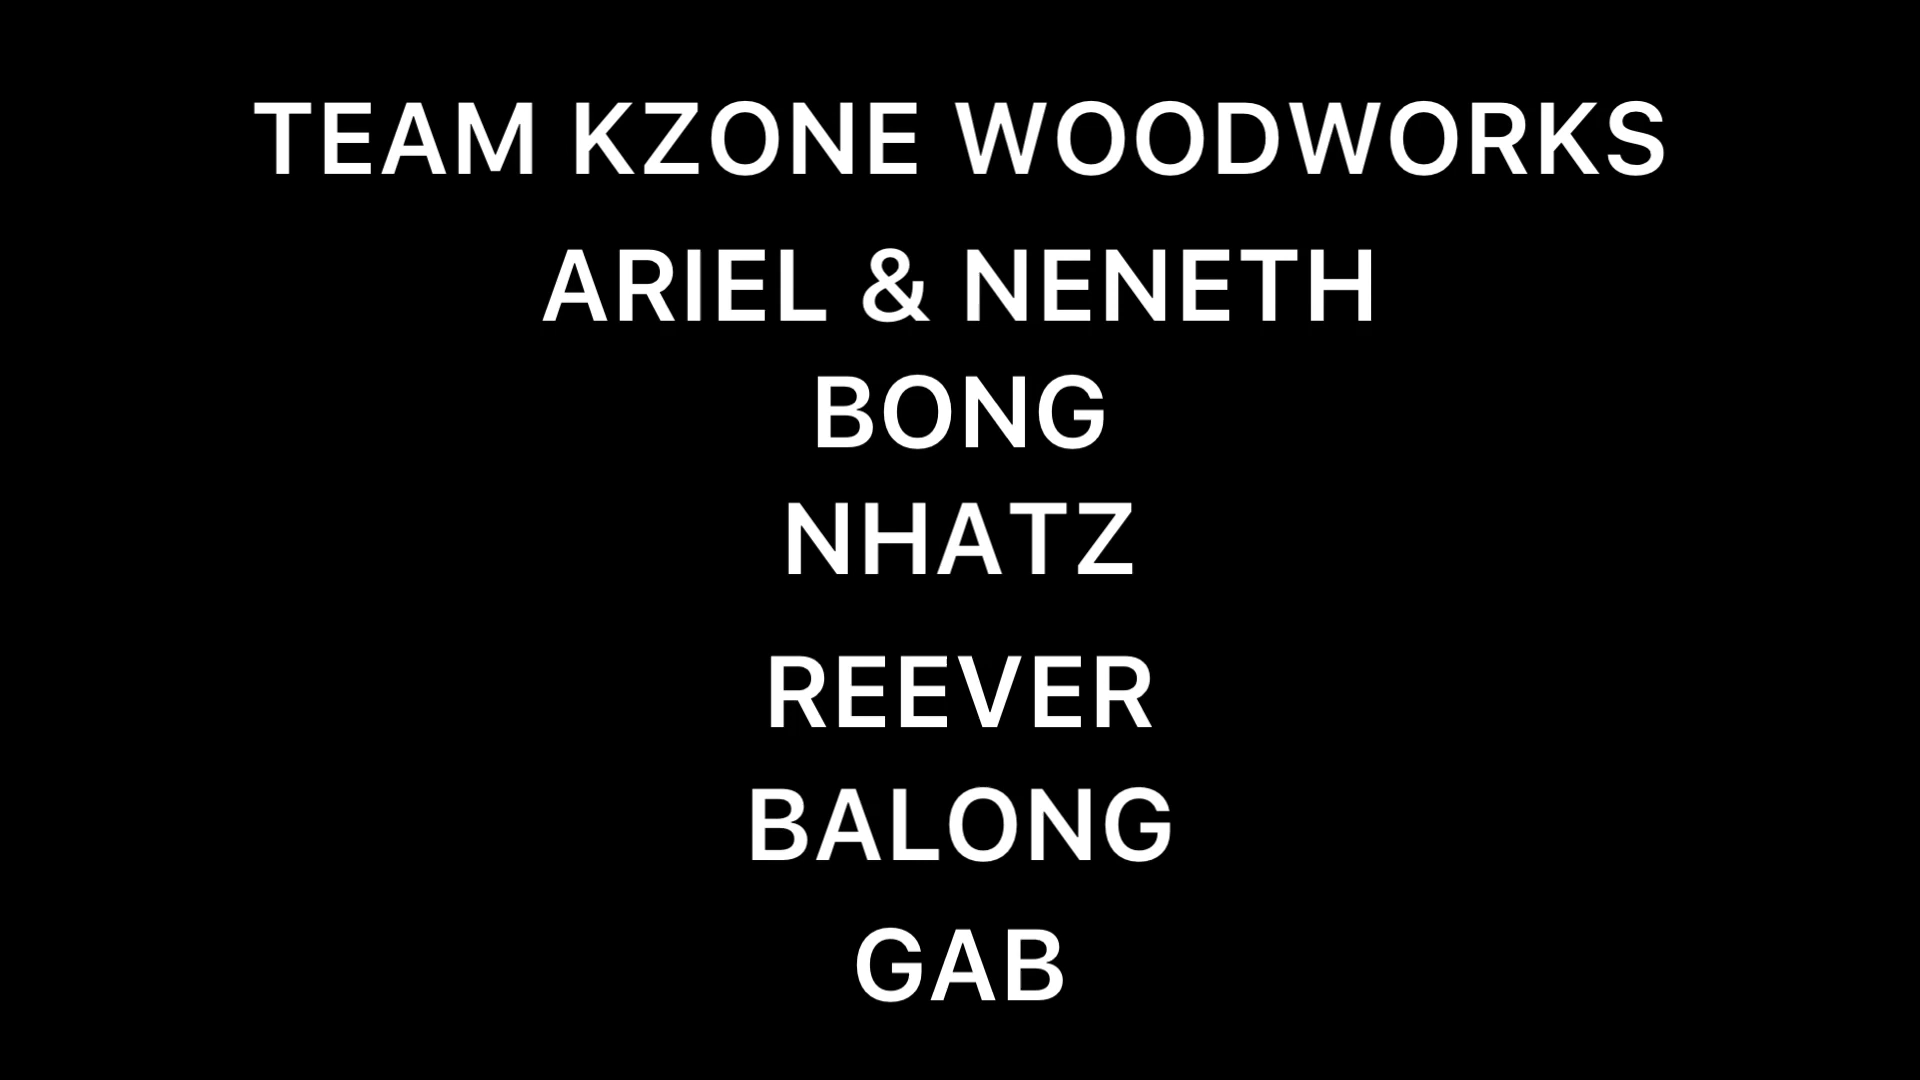 TEAM KZONE WOODWORKS
ARIEL & NENETH
BONG
NHATZ
REEVER
BALONG
GAB